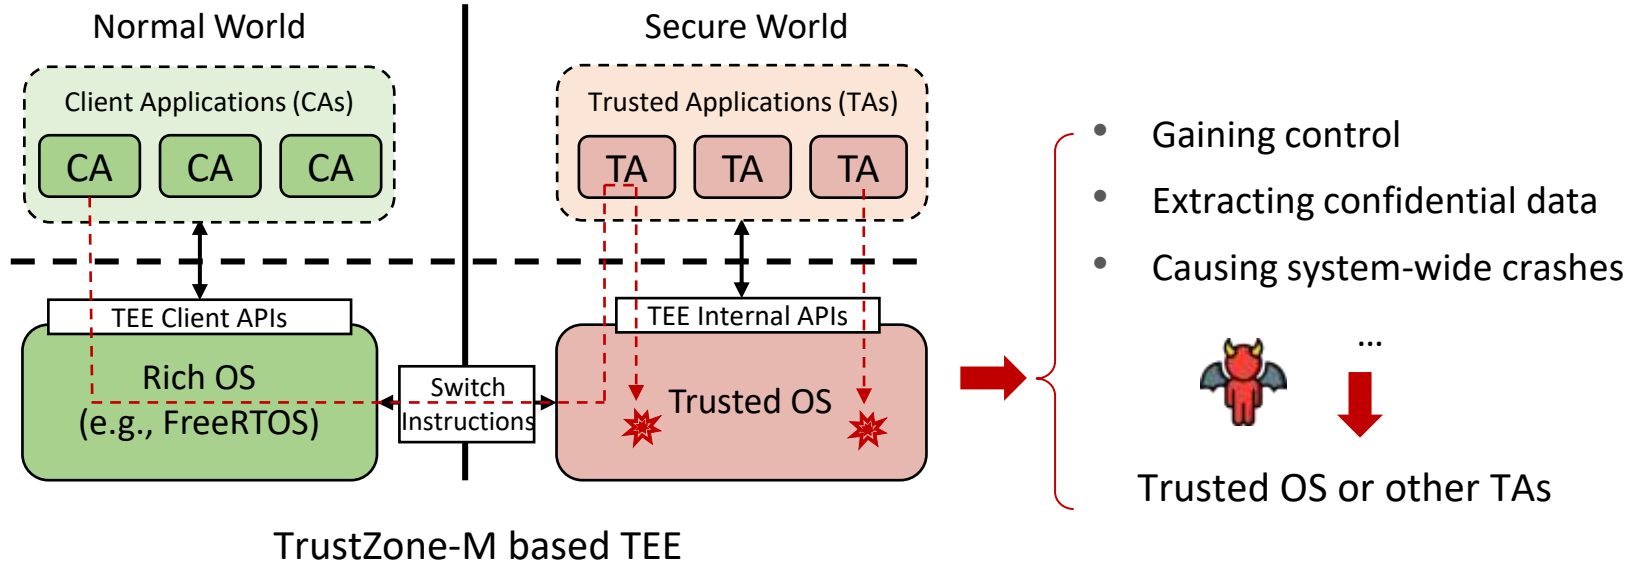 Normal World
Secure World
Client Applications (CAs)
CA
CA
CA
Trusted Applications (TAs)
TA
TA
TA
TEE Client APIs
TEE Internal APIs
Rich OS
(e.g., FreeRTOS)
Switch
Instructions
Trusted OS
TrustZone-M based TEE
• Gaining control
• Extracting confidential data
• Causing system-wide crashes
...
Trusted OS or other TAs